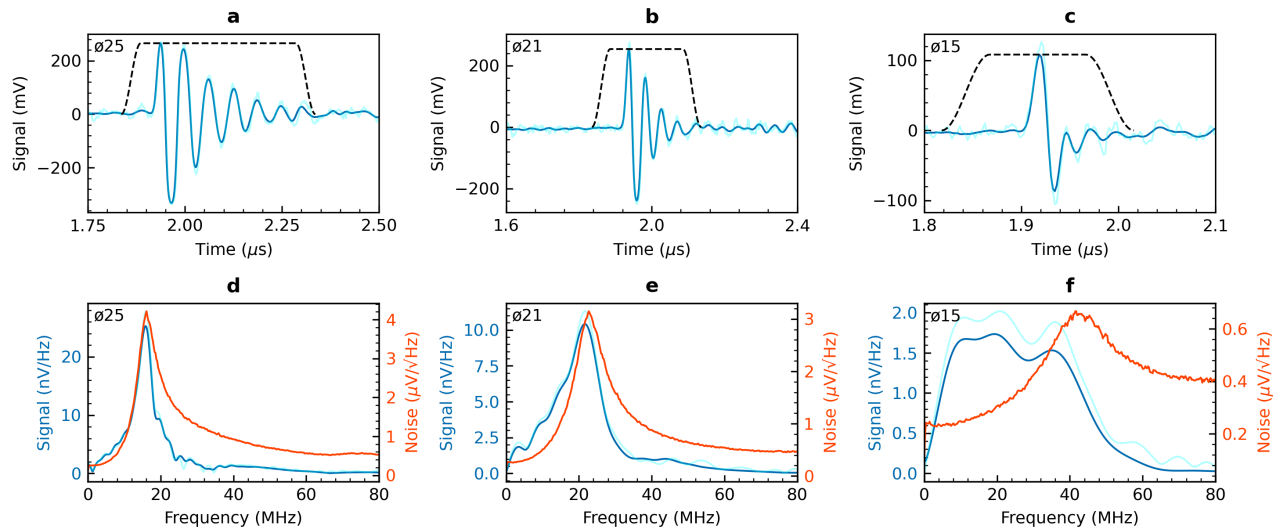 a
ø25
Signal (mV)
200
0
−200
1.75
2.00
2.25
2.50
Time (μs)
b
ø21
Signal (mV)
200
0
−200
1.6
2.0
2.4
Time (μs)
c
ø15
Signal (mV)
100
0
−100
1.8
1.9
2.0
2.1
Time (μs)
d
ø25
Signal (nV/Hz)
20
10
0
0
20
40
60
80
Frequency (MHz)
4
3
2
1
0
Noise (μV/√Hz)
e
ø21
Signal (nV/Hz)
10.0
7.5
5.0
2.5
0.0
0
20
40
60
80
Frequency (MHz)
3
2
1
0
Noise (μV/√Hz)
f
ø15
Signal (nV/Hz)
2.0
1.5
1.0
0.5
0.0
0
20
40
60
80
Frequency (MHz)
0.6
0.4
0.2
Noise (μV/√Hz)